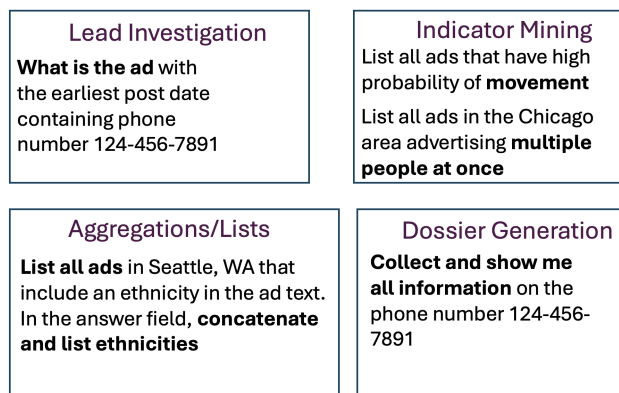 Lead Investigation
What is the ad with
the earliest post date
containing phone
number 124-456-7891
Indicator Mining
List all ads that have high
probability of movement
List all ads in the Chicago
area advertising multiple
people at once
Aggregations/Lists
List all ads in Seattle, WA that
include an ethnicity in the ad text.
In the answer field, concatenate
and list ethnicities
Dossier Generation
Collect and show me
all information on the
phone number 124-456-
7891